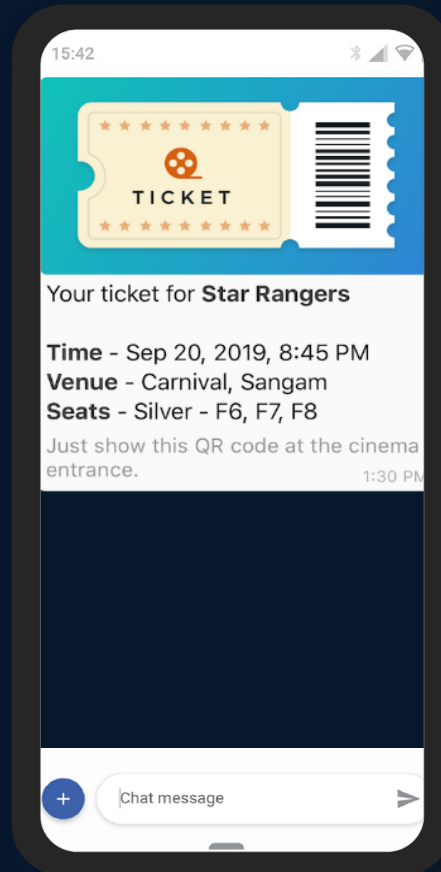 15:42
TICKET
Your ticket for Star Rangers
Time - Sep 20, 2019, 8:45 PM
Venue - Carnival, Sangam
Seats - Silver - F6, F7, F8
Just show this QR code at the cinema
entrance.
1:30 PM
Chat message